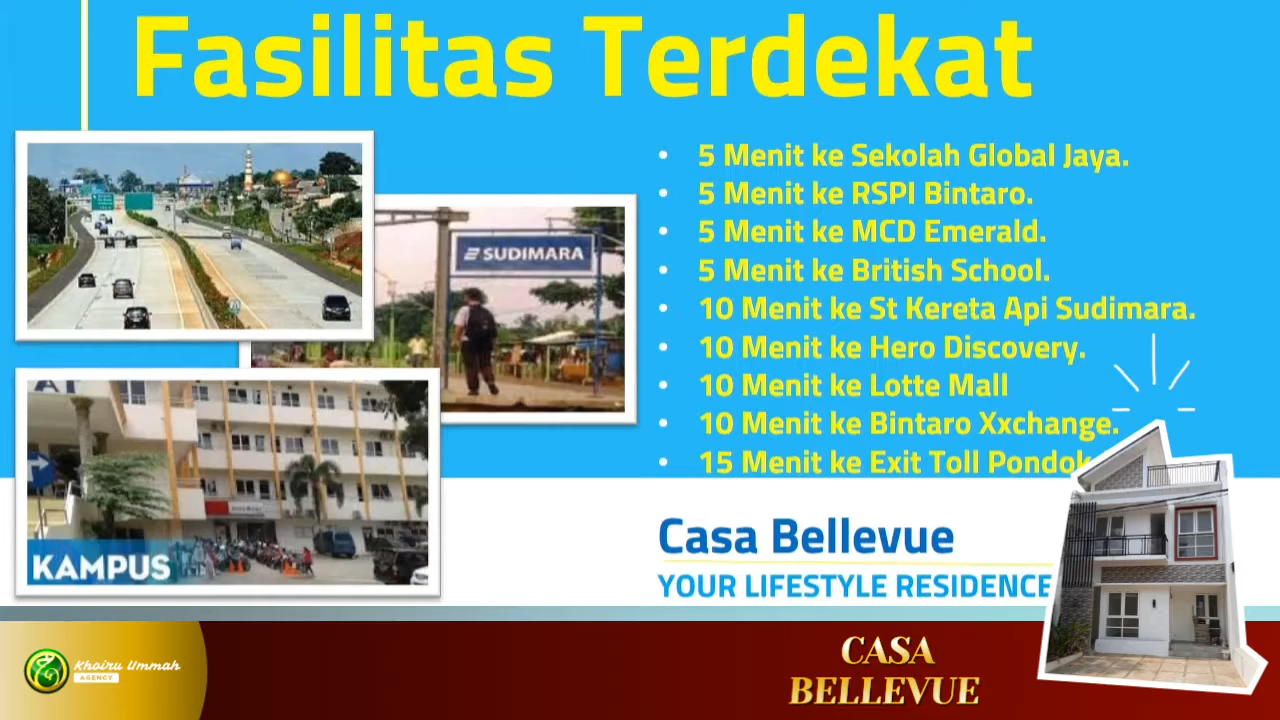 Fasilitas Terdekat
• 5 Menit ke Sekolah Global Jaya.
• 5 Menit ke RSPI Bintaro.
• 5 Menit ke MCD Emerald.
• 5 Menit ke British School.
• 10 Menit ke St Kereta Api Sudimara.
• 10 Menit ke Hero Discovery.
• 10 Menit ke Lotte Mall
• 10 Menit ke Bintaro Xxchange.
• 15 Menit ke Exit Toll Pondok
SUDIMARA
KAMPUS
Casa Bellevue
YOUR LIFESTYLE RESIDENCE
Khoiru Ummah
AGENCY
CASA
BELLEVUE